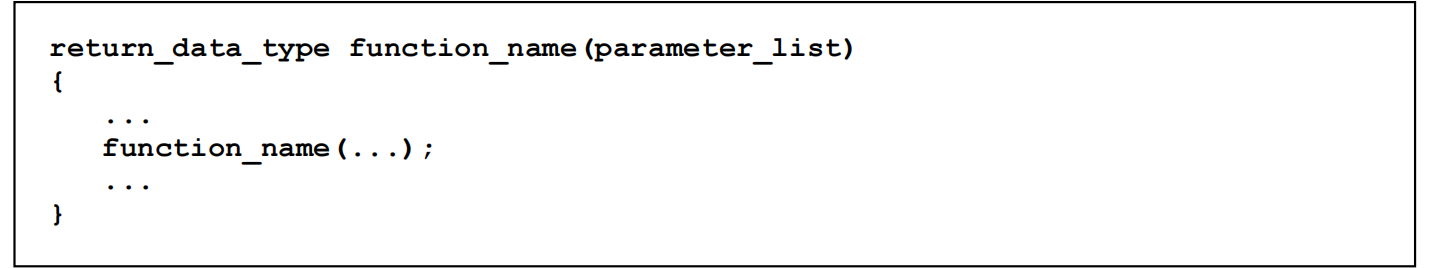 return_data_type function_name(parameter_list)
{
...
function_name(...);
...
}